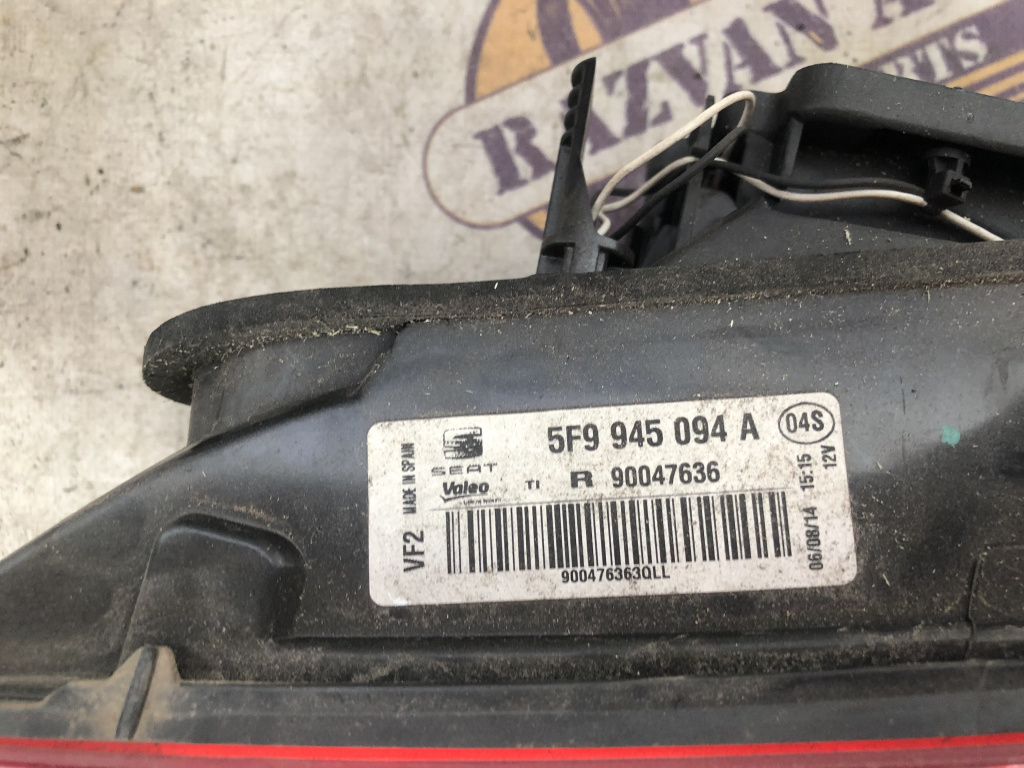 RAZVAN A
PARTS
5F9 945 094 A
04S
SEAT
Valeo
TI R 90047636
MADE IN SPAIN
VF2
900476363QLL
06/08/14 15:15
12V